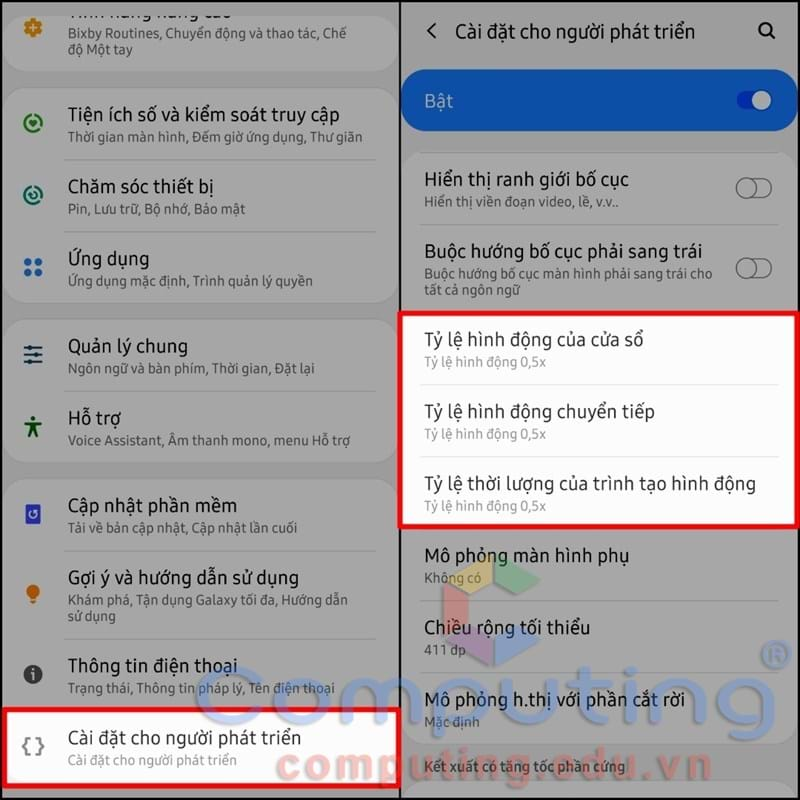 Tính năng nâng cao
Bixby Routines, Chuyển động và thao tác, Chế
độ Một tay
Tiện ích số và kiểm soát truy cập
Thời gian màn hình, Đếm giờ ứng dụng, Thư giãn
Chăm sóc thiết bị
Pin, Lưu trữ, Bộ nhớ, Bảo mật
Ứng dụng
Ứng dụng mặc định, Trình quản lý quyền
Quản lý chung
Ngôn ngữ và bàn phím, Thời gian, Đặt lại
Hỗ trợ
Voice Assistant, Âm thanh mono, menu Hỗ trợ
Cập nhật phần mềm
Tải về bản cập nhật, Cập nhật lần cuối
Gợi ý và hướng dẫn sử dụng
Khám phá, Tận dụng Galaxy tối đa, Hướng dẫn
sử dụng
Thông tin điện thoại
Trạng thái, Thông tin pháp lý, Tên điện thoại
Cài đặt cho người phát triển
Cài đặt cho người phát triển
Cài đặt cho người phát triển
Bật
Hiển thị ranh giới bố cục
Hiển thị viền đoạn video, lề, v.v..
Buộc hướng bố cục phải sang trái
Buộc hướng bố cục màn hình phải sang trái cho
tất cả ngôn ngữ
Tỷ lệ hình động của cửa sổ
Tỷ lệ hình động 0,5x
Tỷ lệ hình động chuyển tiếp
Tỷ lệ hình động 0,5x
Tỷ lệ thời lượng của trình tạo hình động
Tỷ lệ hình động 0,5x
Mô phỏng màn hình phụ
Không có
Chiều rộng tối thiểu
411 dp
Mô phỏng h.thị với phần cắt rời
Mặc định
Kết xuất có tăng tốc phần cứng
Computing®
computing.edu.vn